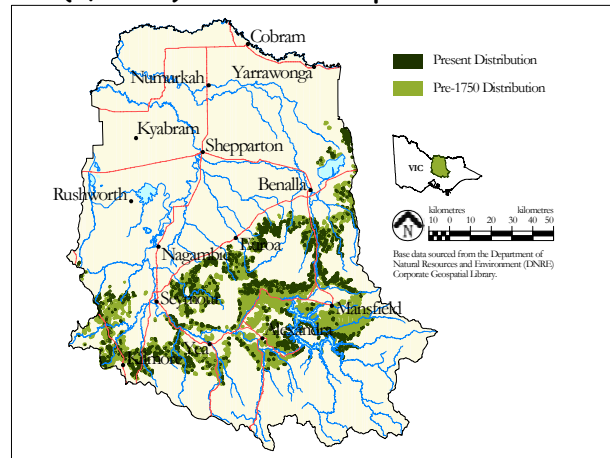 Cobram
Numurkah
Yarrawonga
Kyabram
Shepparton
Rushworth
Benalla
Euroa
Nagambie
Seymour
Mansfield
Alexandra
Yea
Kilmore
Present Distribution
Pre-1750 Distribution
VIC
N
kilometres kilometres
10 0 10 20 30 40 50
Base data sourced from the Department of
Natural Resources and Environment (DNRE)
Corporate Geospatial Library.